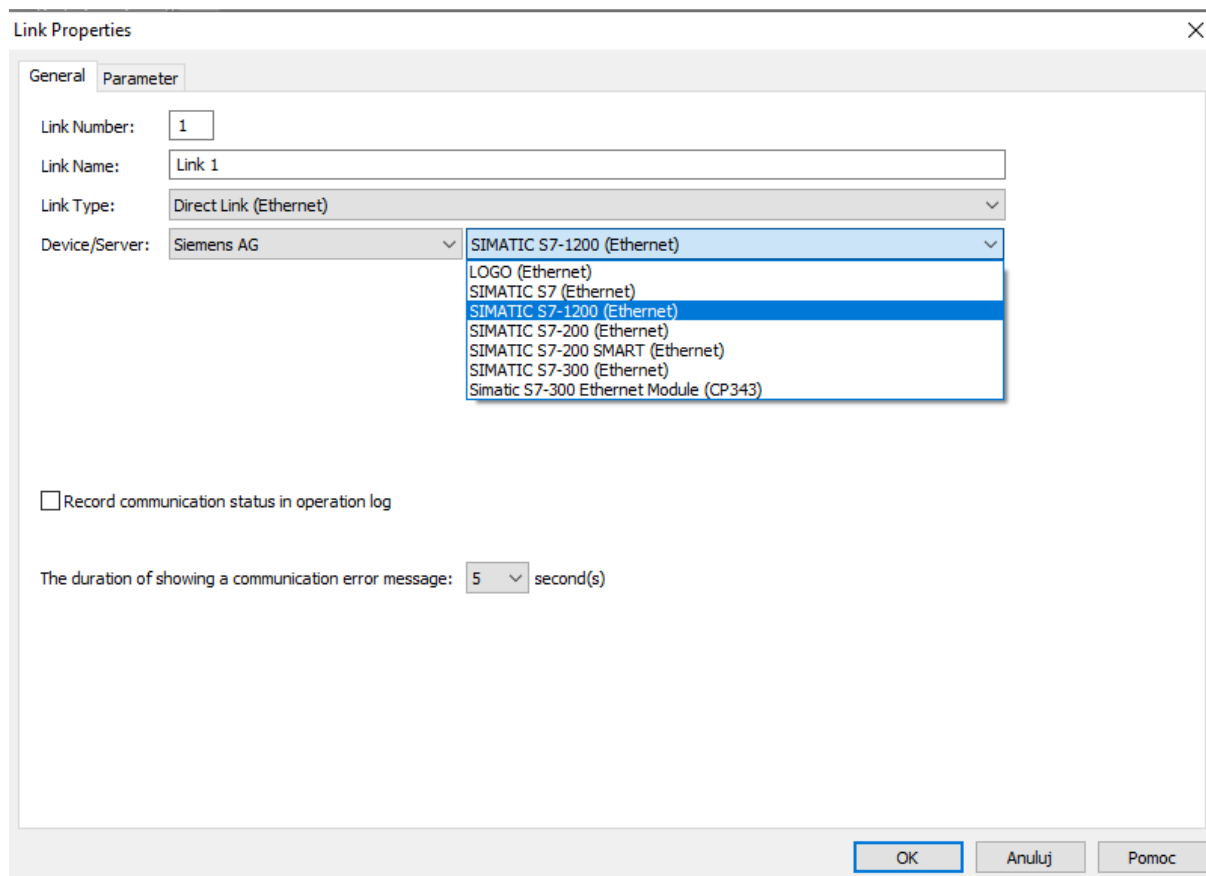 Link Properties
General Parameter
Link Number: 1
Link Name: Link 1
Link Type: Direct Link (Ethernet)
Device/Server: Siemens AG SIMATIC S7-1200 (Ethernet)
LOGO (Ethernet)
SIMATIC S7 (Ethernet)
SIMATIC S7-1200 (Ethernet)
SIMATIC S7-200 (Ethernet)
SIMATIC S7-200 SMART (Ethernet)
SIMATIC S7-300 (Ethernet)
Simatic S7-300 Ethernet Module (CP343)
Record communication status in operation log
The duration of showing a communication error message: 5 second(s)
OK Anuluj Pomoc